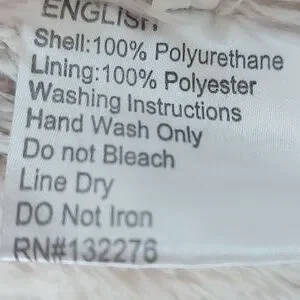 ENGLISH
Shell:100% Polyurethane
Lining:100% Polyester
Washing Instructions
Hand Wash Only
Do not Bleach
Line Dry
DO Not Iron
RN#132276